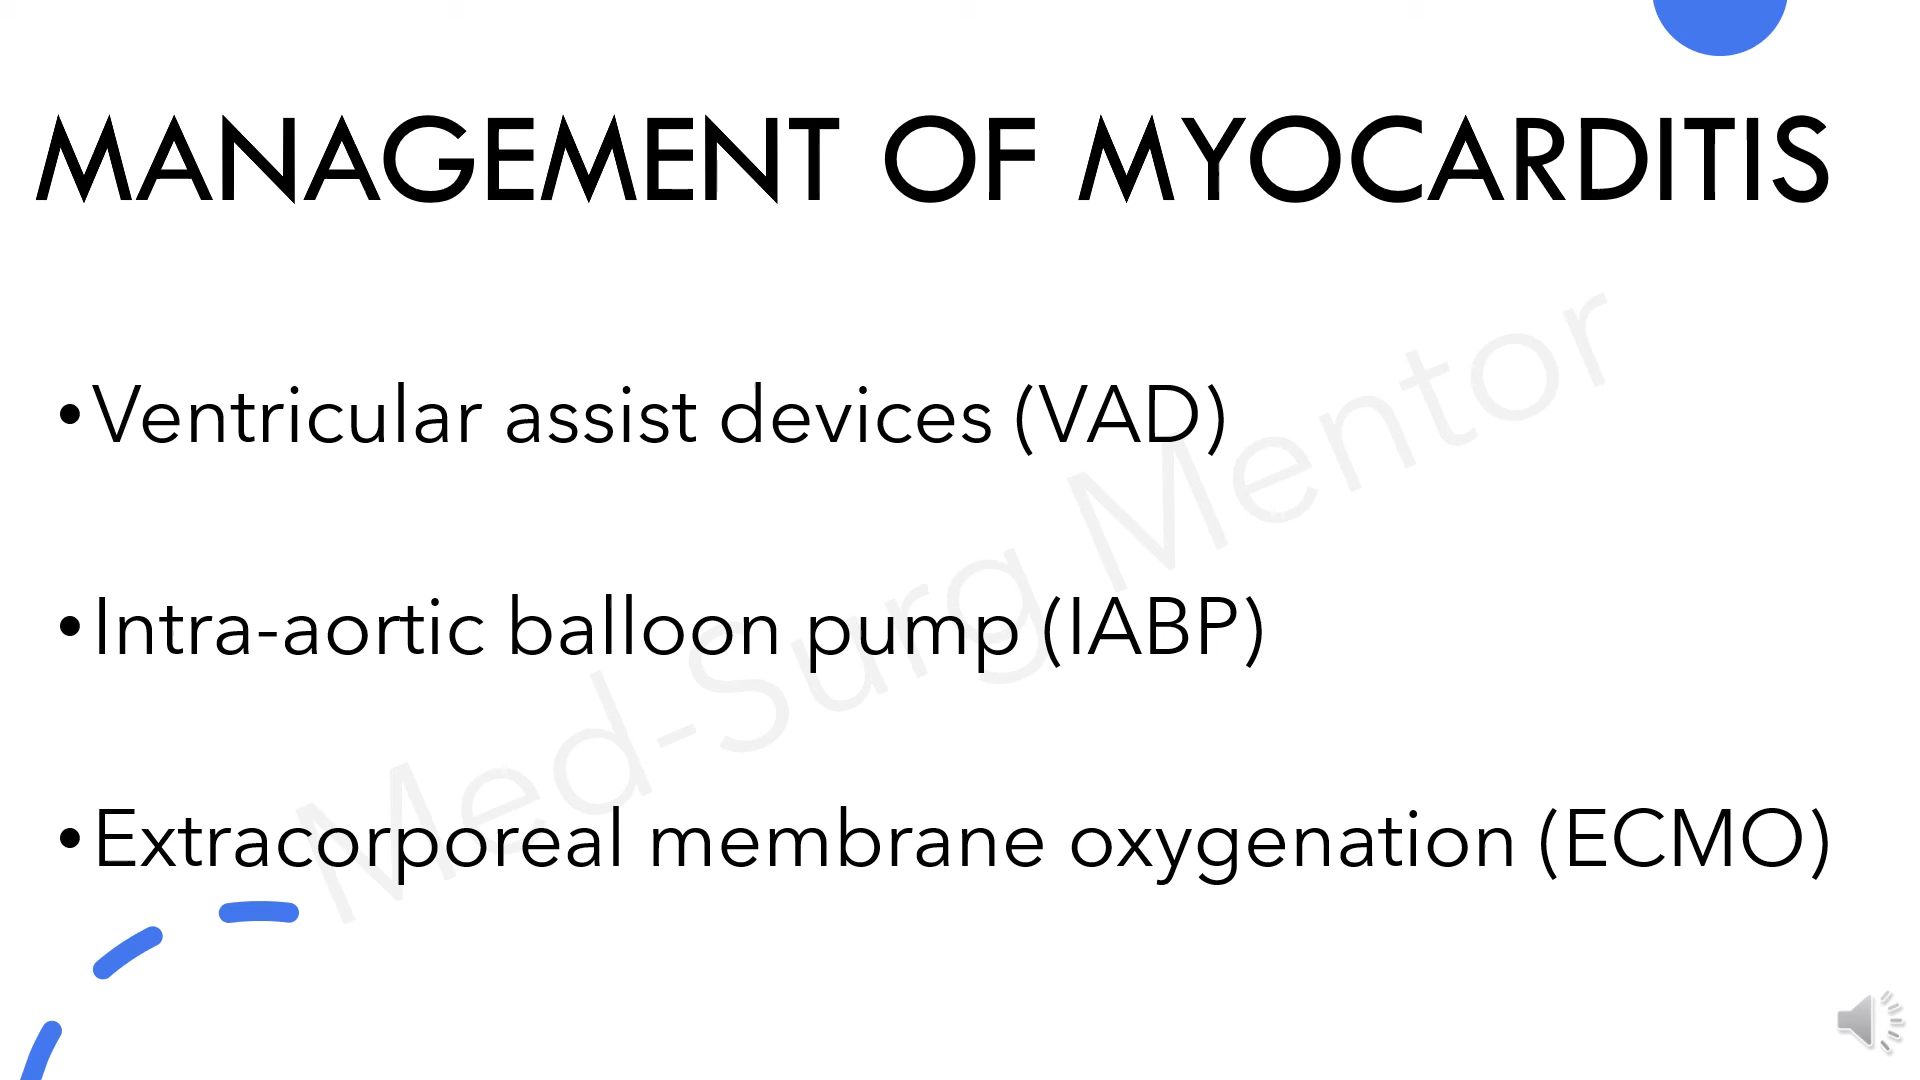 MANAGEMENT OF MYOCARDITIS
•Ventricular assist devices (VAD)
•Intra-aortic balloon pump (IABP)
•Extracorporeal membrane oxygenation (ECMO)
Med-Surg Mentor